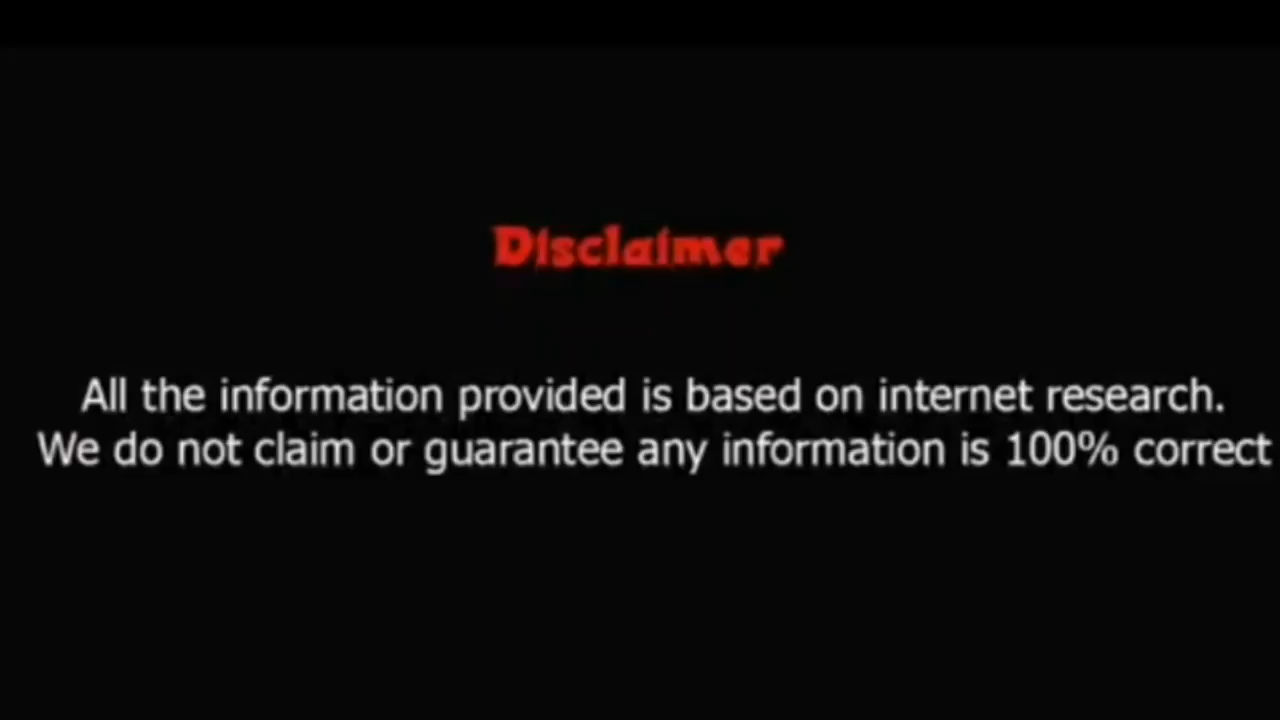 Disclaimer
All the information provided is based on internet research.
We do not claim or guarantee any information is 100% correct